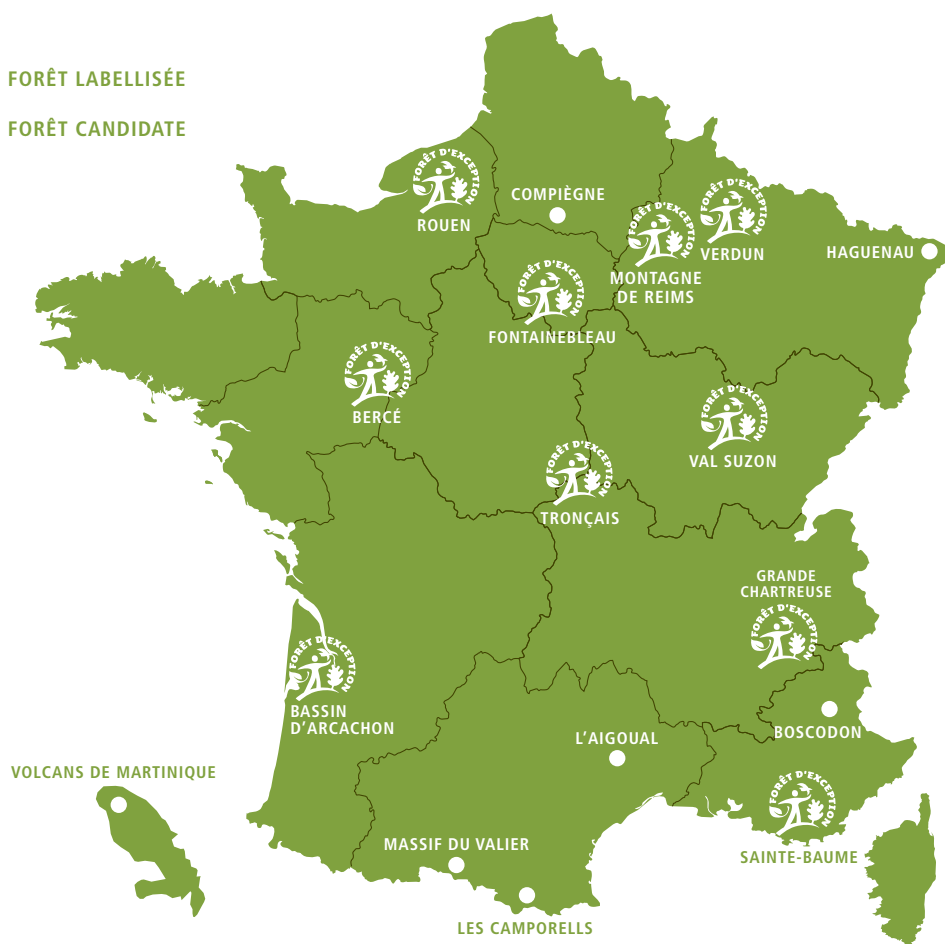 FORÊT LABELLISÉE
FORÊT CANDIDATE
FORÊT D'EXCEPTION
ROUEN
COMPIÈGNE
FORÊT D'EXCEPTION
MONTAGNE
DE REIMS
FORÊT D'EXCEPTION
VERDUN
HAGUENAU
FORÊT D'EXCEPTION
FONTAINEBLEAU
FORÊT D'EXCEPTION
BERCÉ
FORÊT D'EXCEPTION
VAL SUZON
FORÊT D'EXCEPTION
TRONÇAIS
GRANDE
CHARTREUSE
FORÊT D'EXCEPTION
FORÊT D'EXCEPTION
BASSIN
D'ARCACHON
BOSCODON
L'AIGOUAL
VOLCANS DE MARTINIQUE
FORÊT D'EXCEPTION
SAINTE-BAUME
MASSIF DU VALIER
LES CAMPORELLS